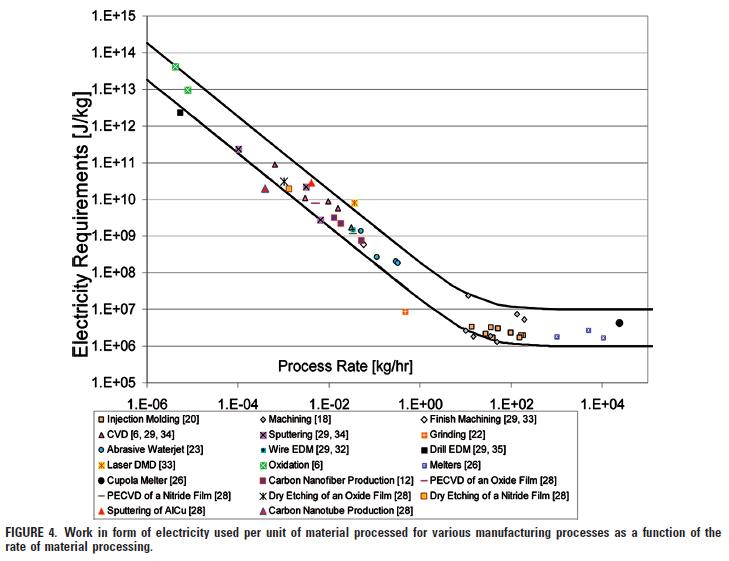 1.E+15
1.E+14
1.E+13
1.E+12
1.E+11
1.E+10
1.E+09
1.E+08
1.E+07
1.E+06
1.E+05
Electricity Requirements [J/kg]
Process Rate [kg/hr]
1.E-06 1.E-04 1.E-02 1.E+00 1.E+02 1.E+04
Injection Molding [20] Machining [18] Finish Machining [29, 33]
CVD [6, 29, 34] Sputtering [29, 34] Grinding [22]
Abrasive Waterjet [23] Wire EDM [29, 32] Drill EDM [29, 35]
Laser DMD [33] Oxidation [6] Melters [26]
Cupola Melter [26] Carbon Nanofiber Production [12] PECVD of an Oxide Film [28]
PECVD of a Nitride Film [28] Dry Etching of an Oxide Film [28] Dry Etching of a Nitride Film [28]
Sputtering of AlCu [28] Carbon Nanotube Production [28]
FIGURE 4. Work in form of electricity used per unit of material processed for various manufacturing processes as a function of the
rate of material processing.